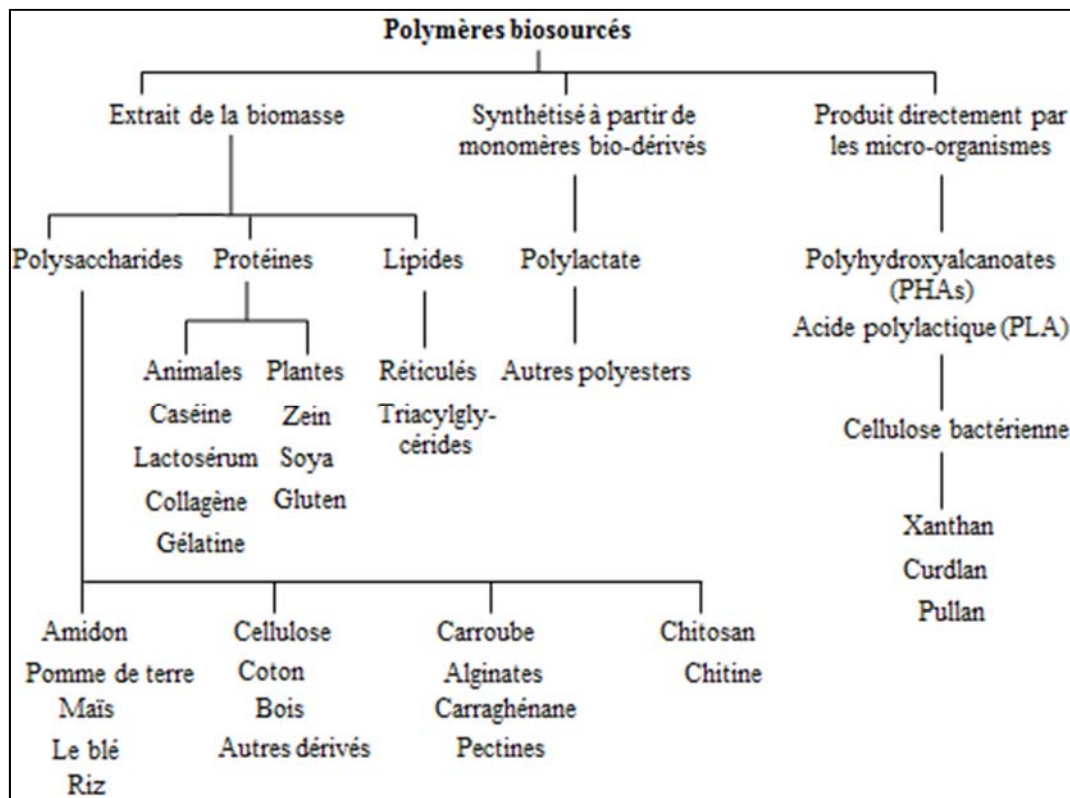 Polymères biosourcés
Extrait de la biomasse
Synthétisé à partir de
monomères bio-dérivés
Produit directement par
les micro-organismes
Polysaccharides
Protéines
Lipides
Polylactate
Polyhydroxyalcanoates
(PHAs)
Acide polylactique (PLA)
Animales
Caséine
Lactosérum
Collagène
Gélatine
Plantes
Zein
Soya
Gluten
Réticulés
Triacylgly-
cérides
Autres polyesters
Cellulose bactérienne
Xanthan
Curdlan
Pullan
Amidon
Pomme de terre
Maïs
Le blé
Riz
Cellulose
Coton
Bois
Autres dérivés
Carroube
Alginates
Carraghénane
Pectines
Chitosan
Chitine